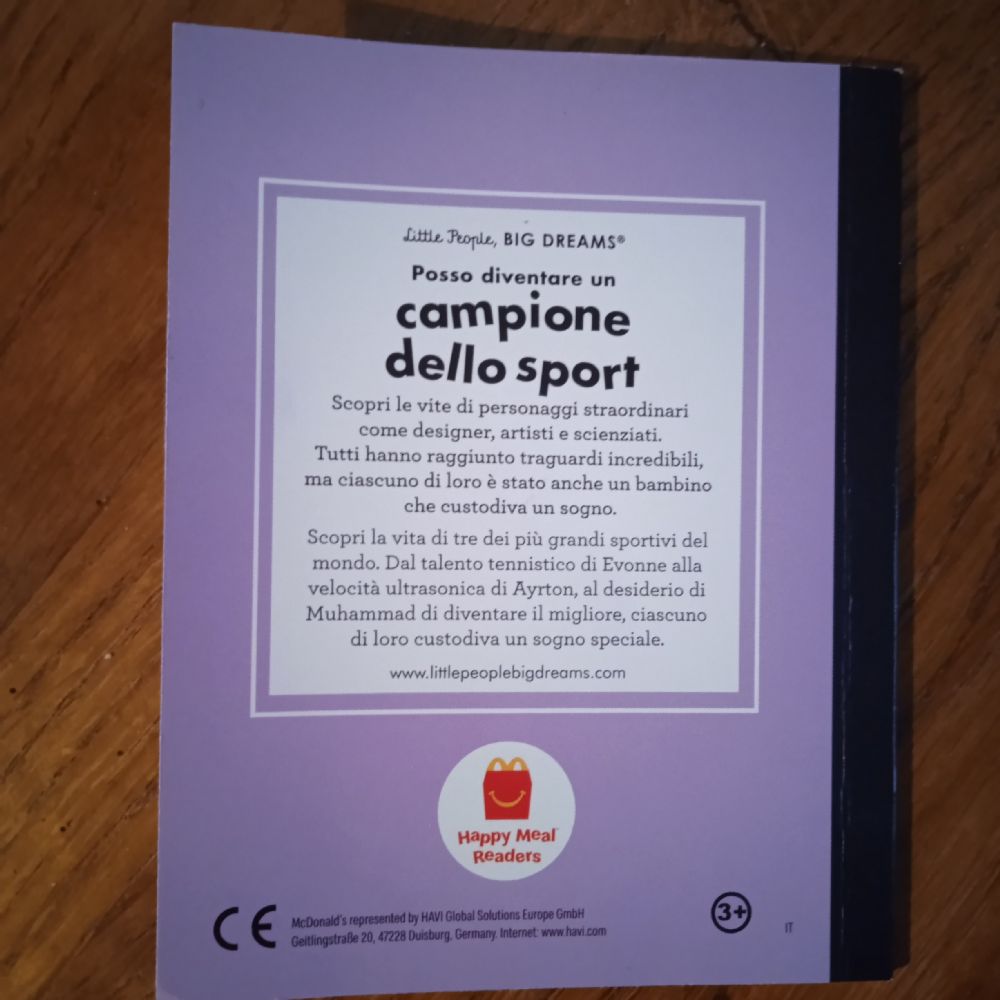 Little People, BIG DREAMS®
Posso diventare un
campione
dello sport
Scopri le vite di personaggi straordinari
come designer, artisti e scienziati.
Tutti hanno raggiunto traguardi incredibili,
ma ciascuno di loro è stato anche un bambino
che custodiva un sogno.
Scopri la vita di tre dei più grandi sportivi del
mondo. Dal talento tennistico di Evonne alla
velocità ultrasonica di Ayrton, al desiderio di
Muhammad di diventare il migliore, ciascuno
di loro custodiva un sogno speciale.
www.littlepeoplebigdreams.com
Happy Meal
Readers
CE
McDonald's represented by HAVI Global Solutions Europe GmbH
Geitlingstraße 20, 47228 Duisburg, Germany. Internet: www.havi.com
3+
IT